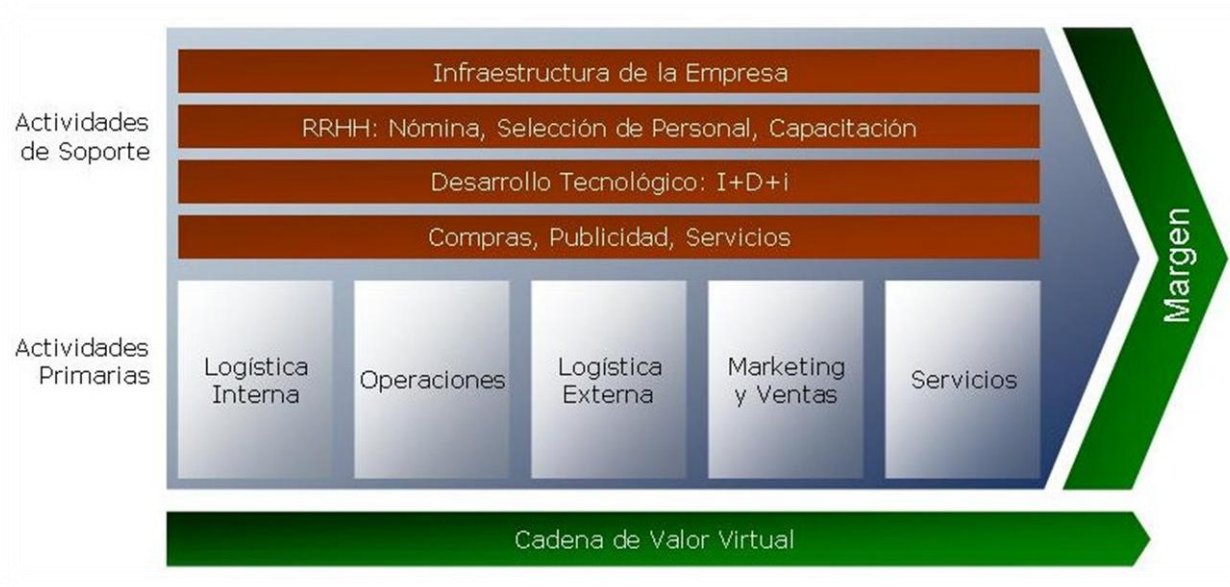 Infraestructura de la Empresa
Actividades
de Soporte
RRHH: Nómina, Selección de Personal, Capacitación
Desarrollo Tecnológico: I+D+i
Compras, Publicidad, Servicios
Margen
Actividades
Primarias
Logística
Interna
Operaciones
Logística
Externa
Marketing
y Ventas
Servicios
Cadena de Valor Virtual